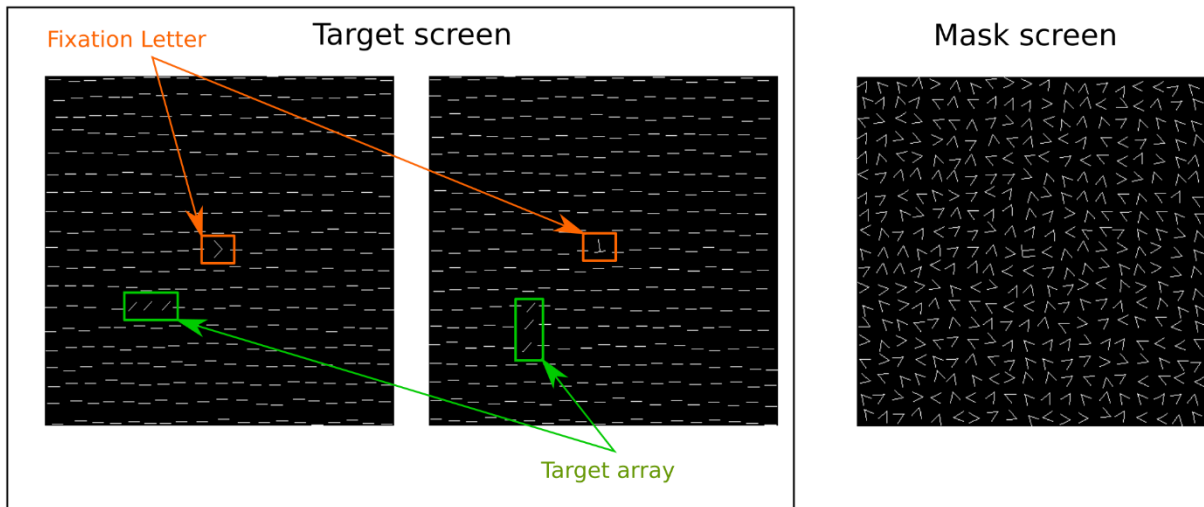 Target screen
Mask screen
Fixation Letter
Target array